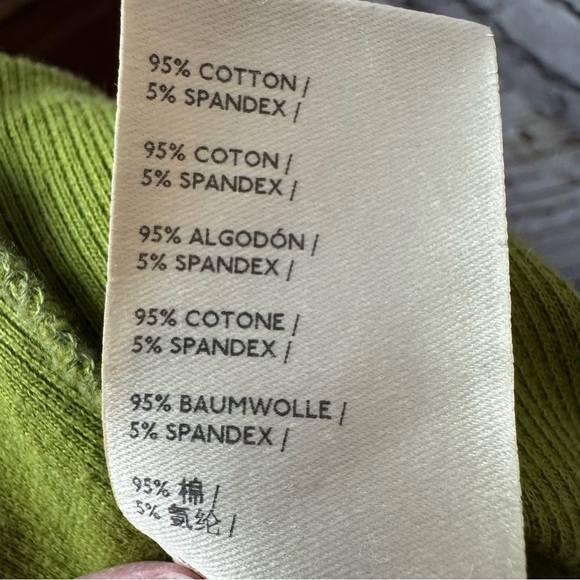 95% COTTON /
5% SPANDEX /
95% COTON /
5% SPANDEX /
95% ALGODÓN /
5% SPANDEX /
95% COTONE /
5% SPANDEX /
95% BAUMWOLLE /
5% SPANDEX /
95% 棉 /
5% 氨纶 /